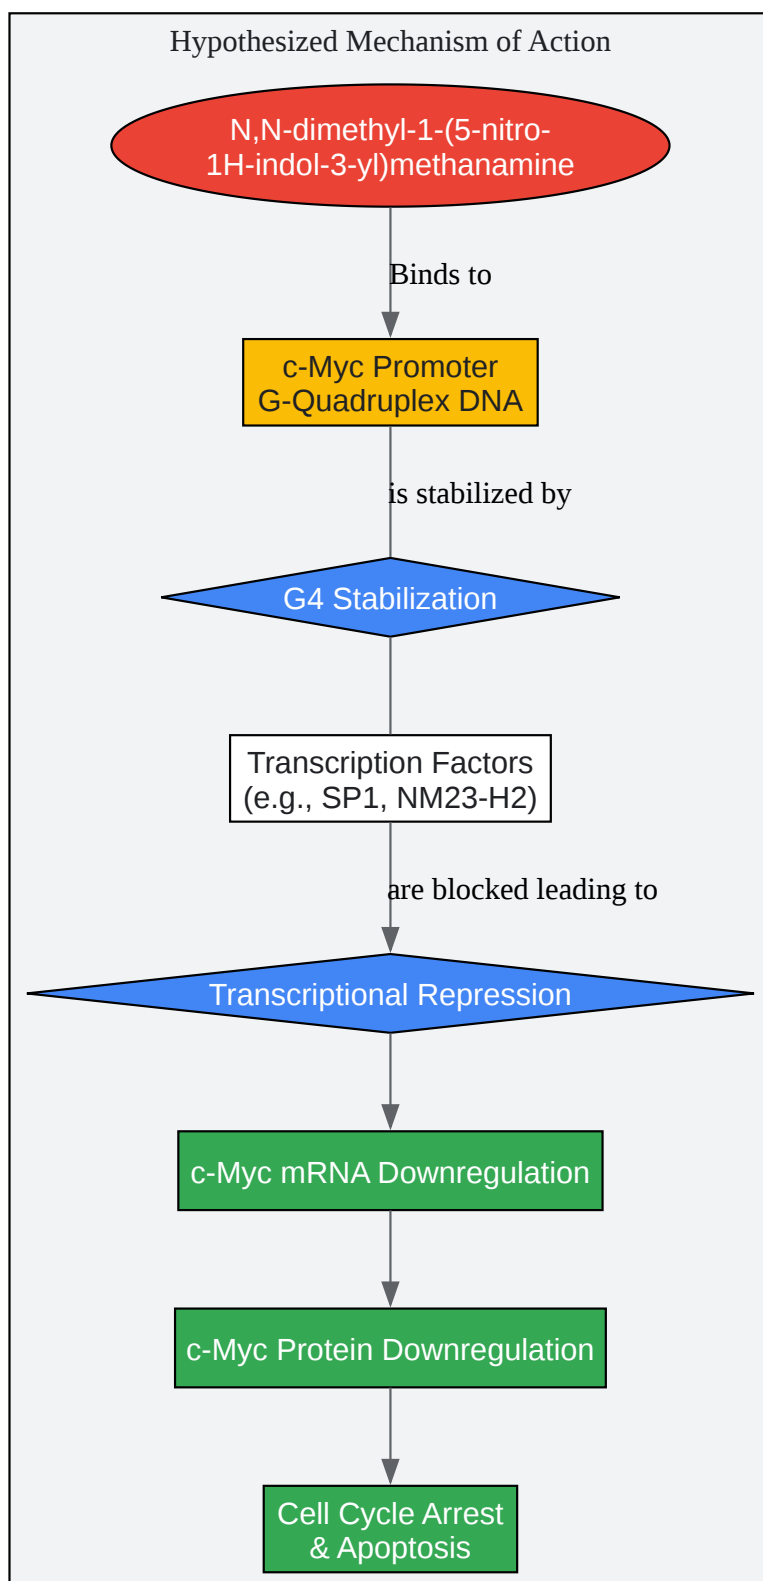 Hypothesized Mechanism of Action
N,N-dimethyl-1-(5-nitro-
1H-indol-3-yl)methanamine
Binds to
c-Myc Promoter
G-Quadruplex DNA
is stabilized by
G4 Stabilization
Transcription Factors
(e.g., SP1, NM23-H2)
are blocked leading to
Transcriptional Repression
c-Myc mRNA Downregulation
c-Myc Protein Downregulation
Cell Cycle Arrest
& Apoptosis